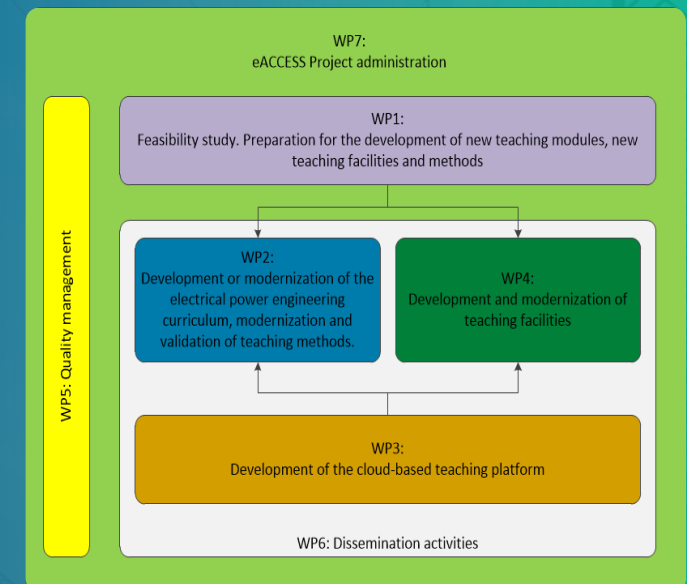 WP7:
eACCESS Project administration
WP5: Quality management
WP1:
Feasibility study. Preparation for the development of new teaching modules, new
teaching facilities and methods
WP2:
Development or modernization of the
electrical power engineering
curriculum, modernization and
validation of teaching methods.
WP4:
Development and modernization of
teaching facilities
WP3:
Development of the cloud-based teaching platform
WP6: Dissemination activities